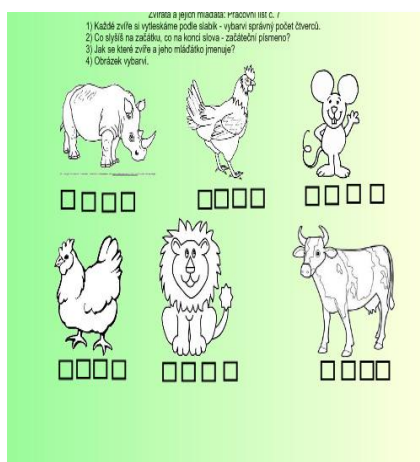 Zvířata a jejich mláďata: Pracovní list č. 7
1) Každé zvíře si vytleskáme podle slabik - vybarvi správný počet čtverců.
2) Co slyšíš na začátku, co na konci slova - začáteční písmeno?
3) Jak se které zvíře a jeho mláďátko jmenuje?
4) Obrázek vybarvi.